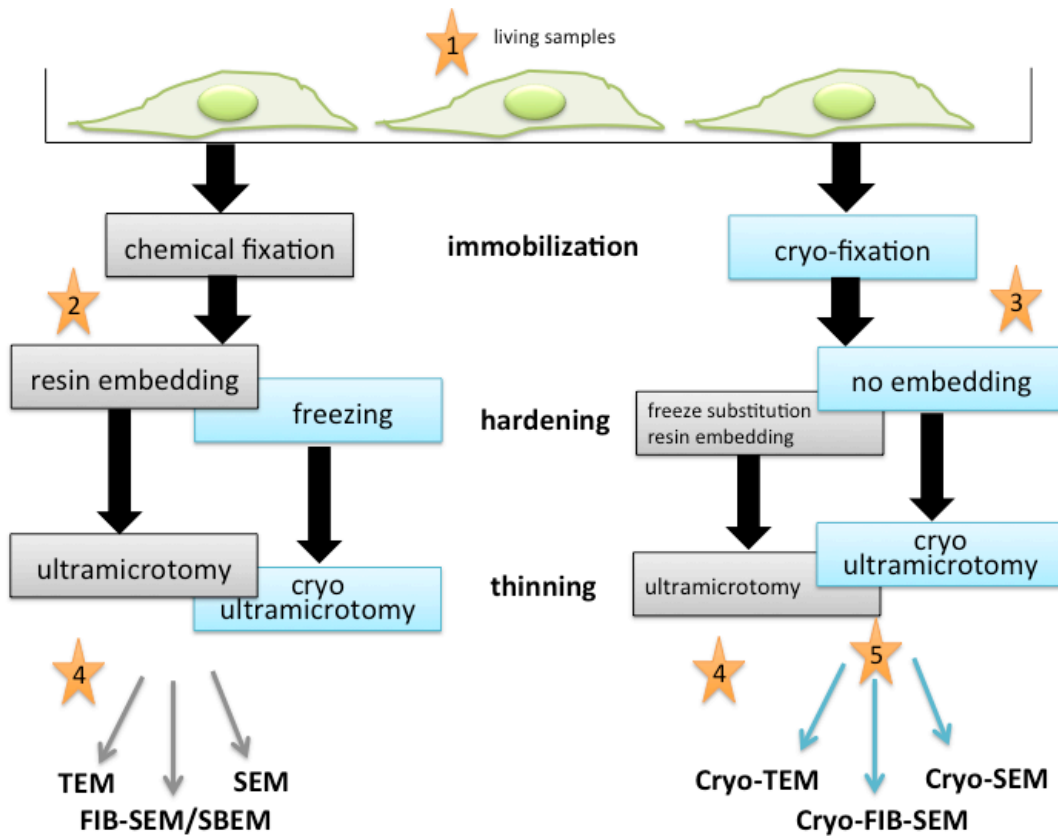 1 living samples
chemical fixation
immobilization
cryo-fixation
2
3
resin embedding
freezing
hardening
no embedding
freeze substitution
resin embedding
ultramicrotomy
cryo
ultramicrotomy
thinning
cryo
ultramicrotomy
ultramicrotomy
4
4
5
TEM
SEM
FIB-SEM/SBEM
Cryo-TEM
Cryo-SEM
Cryo-FIB-SEM